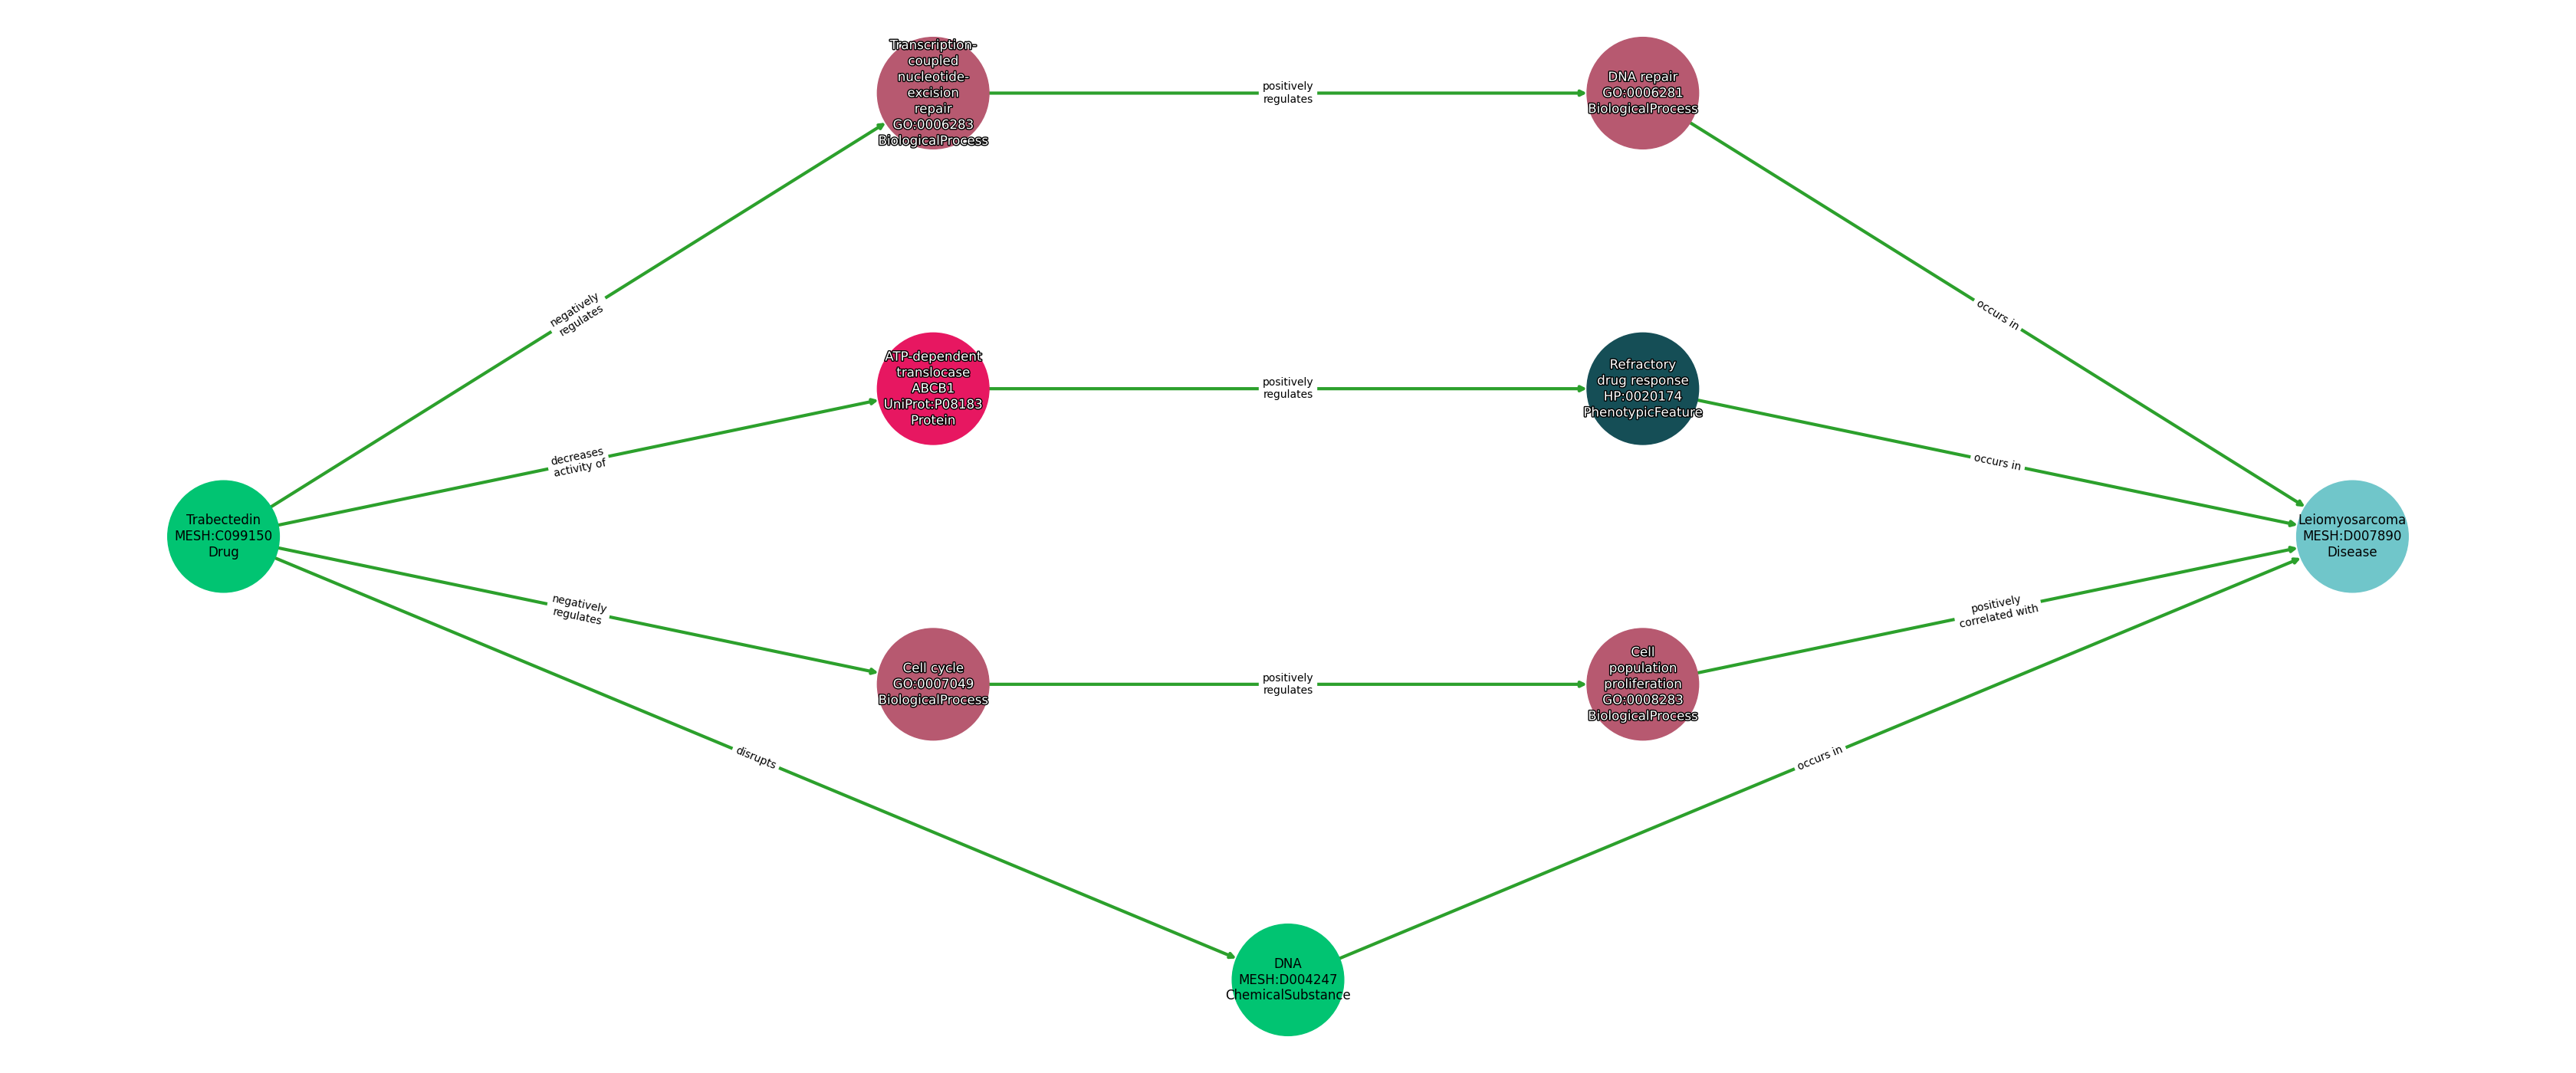 Transcription-
coupled
nucleotide-
excision
repair
GO:0006283
BiologicalProcess
positively
regulates
DNA repair
GO:0006281
BiologicalProcess
negatively
regulates
occurs in
ATP-dependent
translocase
ABCB1
UniProt:P08183
Protein
positively
regulates
Refractory
drug response
HP:0020174
PhenotypicFeature
decreases
activity of
occurs in
Trabectedin
MESH:C099150
Drug
Leiomyosarcoma
MESH:D007890
Disease
negatively
regulates
positively
correlated with
Cell cycle
GO:0007049
BiologicalProcess
positively
regulates
Cell
population
proliferation
GO:0008283
BiologicalProcess
disrupts
occurs in
DNA
MESH:D004247
ChemicalSubstance